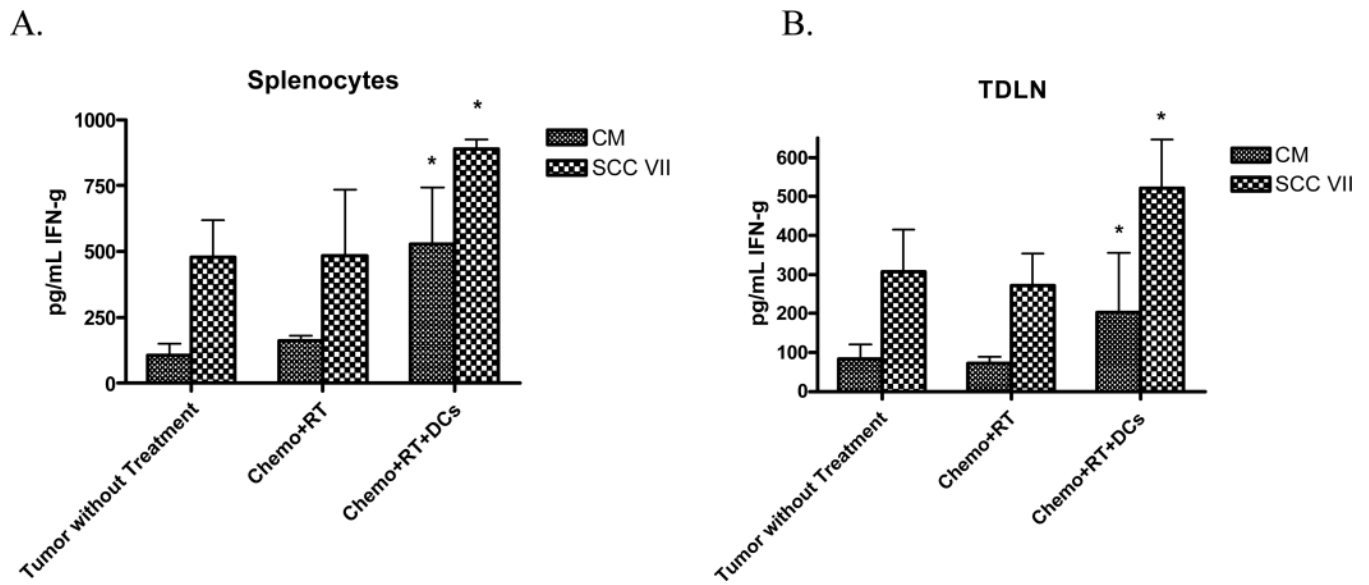 A.
Splenocytes
1000
750
500
250
0
pg/mL IFN-g
*
*
CM
SCC VII
Tumor without Treatment
Chemo+RT
Chemo+RT+DCs
B.
TDLN
600
500
400
300
200
100
0
pg/mL IFN-g
*
*
CM
SCC VII
Tumor without Treatment
Chemo+RT
Chemo+RT+DCs